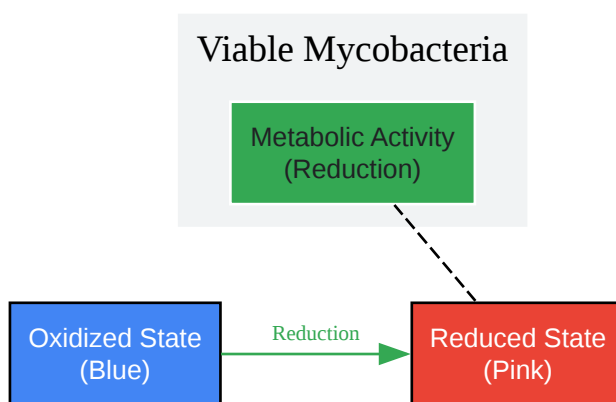 Viable Mycobacteria
Metabolic Activity
(Reduction)
Oxidized State
(Blue)
Reduction
Reduced State
(Pink)